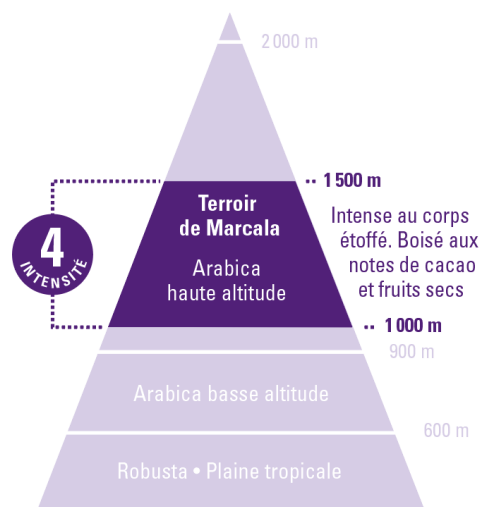 2 000 m
1 500 m
Terroir
de Marcala
Arabica
haute altitude
4
INTENSITÉ
Intense au corps
étoffé. Boisé aux
notes de cacao
et fruits secs
1 000 m
900 m
Arabica basse altitude
600 m
Robusta • Plaine tropicale